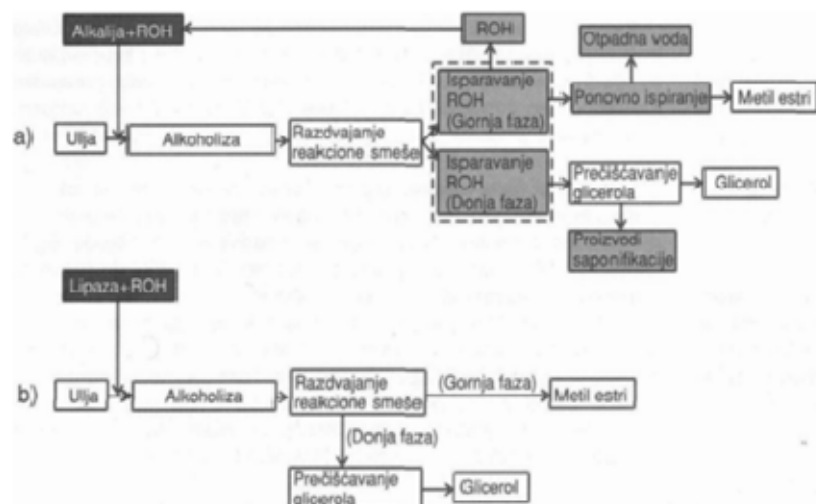 Alkalija+ROH
ROH
Otpadna voda
Isparavanje
ROH
(Gornja faza)
Ponovno ispiranje
Metil estri
a)
Ulja
Alkoholiza
Razdvajanje
reakcione smeše
Isparavanje
ROH
(Donja faza)
Prečišćavanje
glicerola
Glicerol
Proizvodi
saponifikacije
Lipaza+ROH
b)
Ulja
Alkoholiza
Razdvajanje
reakcione smeše
(Gornja faza)
Metil estri
(Donja faza)
Prečišćavanje
glicerola
Glicerol